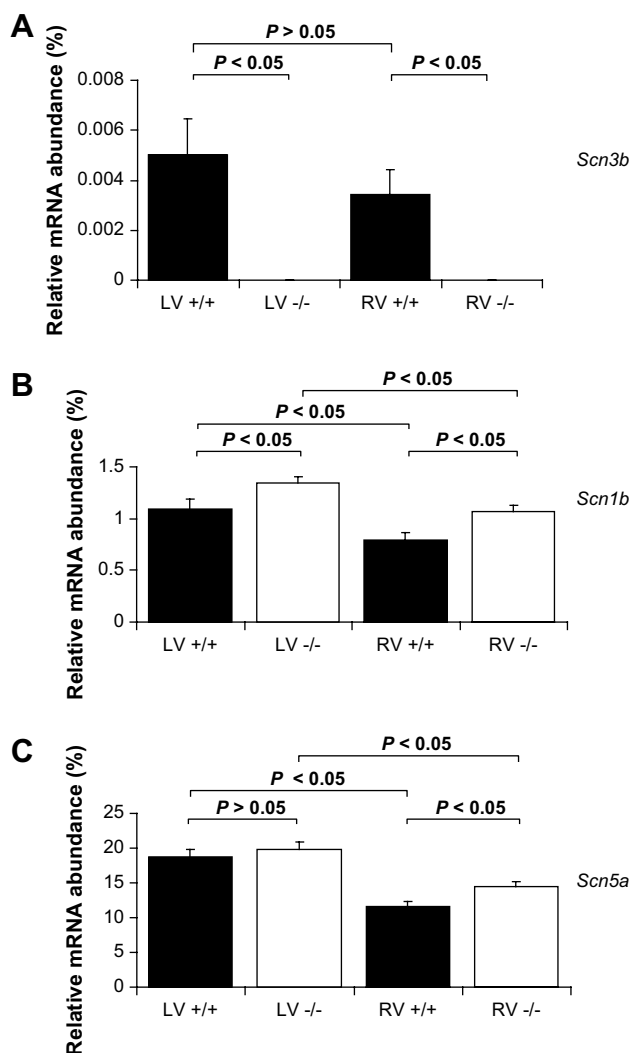 A
P > 0.05
P < 0.05 P < 0.05
Relative mRNA abundance (%)
0.008
0.006
0.004
0.002
0
Scn3b
LV +/+ LV -/- RV +/+ RV -/-
B
P < 0.05
P < 0.05
P < 0.05 P < 0.05
Relative mRNA abundance (%)
1.5
1
0.5
0
Scn1b
LV +/+ LV -/- RV +/+ RV -/-
C
P < 0.05
P < 0.05
P > 0.05 P < 0.05
Relative mRNA abundance (%)
25
20
15
10
5
0
Scn5a
LV +/+ LV -/- RV +/+ RV -/-